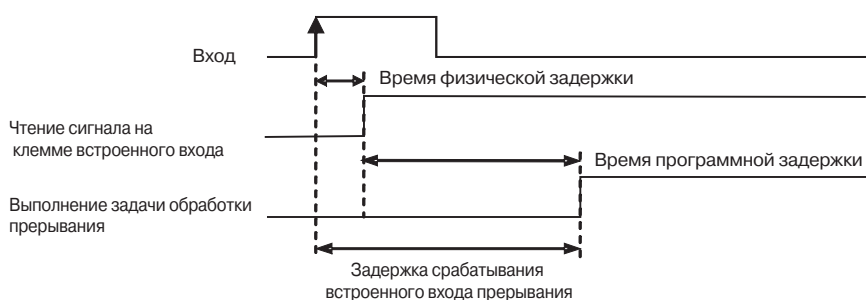 Вход
Время физической задержки
Чтение сигнала на
клемме встроенного входа
Время программной задержки
Выполнение задачи обработки
прерывания
Задержка срабатывания
встроенного входа прерывания